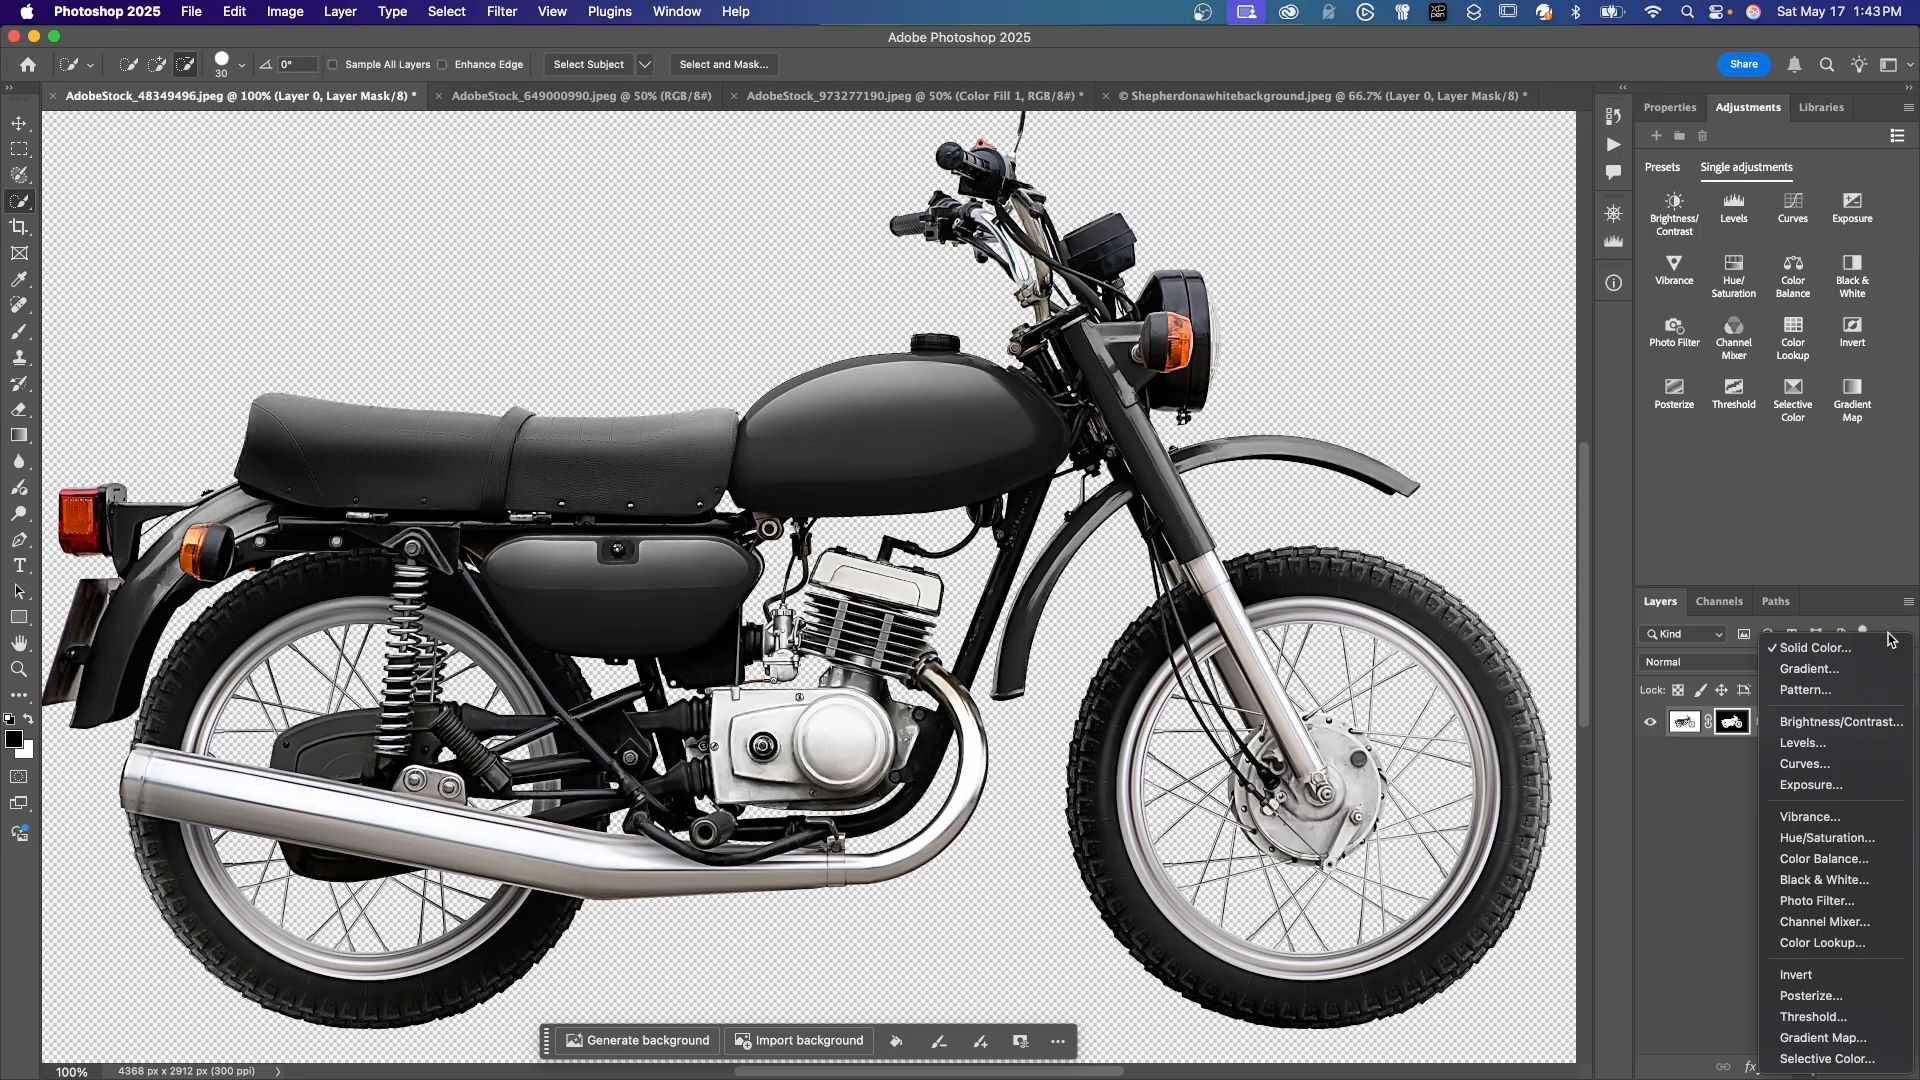 Photoshop 2025 File Edit Image Layer Type Select Filter View Plugins Window Help
Sat May 17 1:43 PM
Adobe Photoshop 2025
30
0°
Sample All Layers
Enhance Edge
Select Subject
Select and Mask...
Share
AdobeStock_48349496.jpeg @ 100% (Layer 0, Layer Mask/8) *
AdobeStock_649000990.jpeg @ 50% (RGB/8#)
AdobeStock_973277190.jpeg @ 50% (Color Fill 1, RGB/8#) *
© Shepherdonawhitebackground.jpeg @ 66.7% (Layer 0, Layer Mask/8) *
Properties Adjustments Libraries
Presets Single adjustments
Brightness/
Contrast
Levels
Curves
Exposure
Vibrance
Hue/
Saturation
Color
Balance
Black &
White
Photo Filter
Channel
Mixer
Color
Lookup
Invert
Posterize
Threshold
Selective
Color
Gradient
Map
Layers Channels Paths
Kind
Normal
Lock:
Solid Color...
Gradient...
Pattern...
Brightness/Contrast...
Levels...
Curves...
Exposure...
Vibrance...
Hue/Saturation...
Color Balance...
Black & White...
Photo Filter...
Channel Mixer...
Color Lookup...
Invert
Posterize...
Threshold...
Gradient Map...
Selective Color...
Generate background
Import background
100%
4368 px x 2912 px (300 ppi)